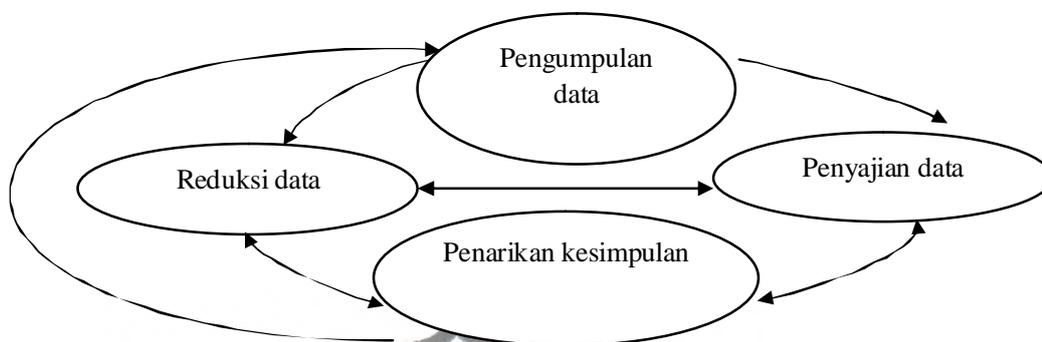 Pengumpulan
data
Reduksi data
Penyajian data
Penarikan kesimpulan